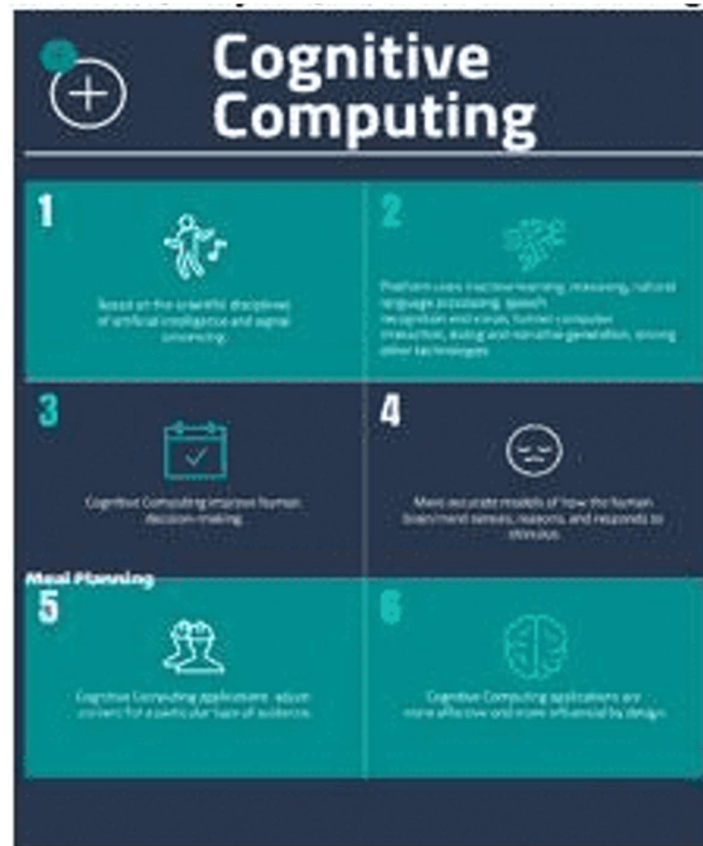 Cognitive
Computing
1
Based on the scientific disciplines
of artificial intelligence and signal
processing.
2
Platform uses machine learning, reasoning, natural
language processing, speech
recognition and vision, human computer
interaction, dialog and narrative generation, among
other technologies
3
Cognitive Computing improve human
decision-making
4
More accurate models of how the human
brain/mind senses, reasons, and responds to
stimulus.
Meal Planning
5
Cognitive Computing applications adjust
content for a particular type of audience.
6
Cognitive Computing applications are
more affective and more influential by design